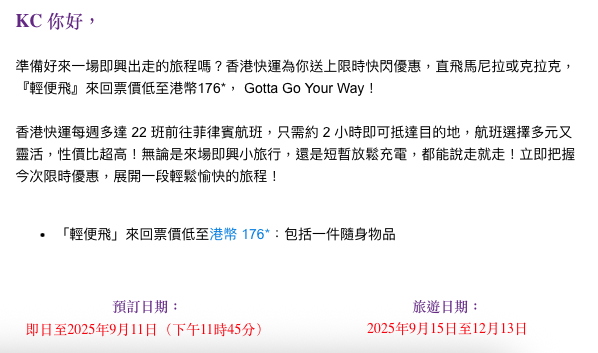 KC 你好，
準備好來一場即興出走的旅程嗎？香港快運為你送上限時快閃優惠，直飛馬尼拉或克拉克，
『輕便飛』來回票價低至港幣176*， Gotta Go Your Way！
香港快運每週多達 22 班前往菲律賓航班，只需約 2 小時即可抵達目的地，航班選擇多元又
靈活，性價比超高！無論是來場即興小旅行，還是短暫放鬆充電，都能說走就走！立即把握
今次限時優惠，展開一段輕鬆愉快的旅程！
• 「輕便飛」來回票價低至港幣 176*：包括一件隨身物品
預訂日期：
即日至2025年9月11日（下午11時45分）
旅遊日期：
2025年9月15日至12月13日